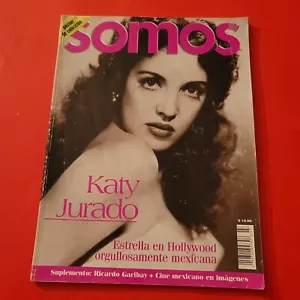 somos
Katy
Jurado
Estrella en Hollywood
orgullosamente mexicana
Suplemento: Ricardo Garibay + Cine mexicano en imágenes